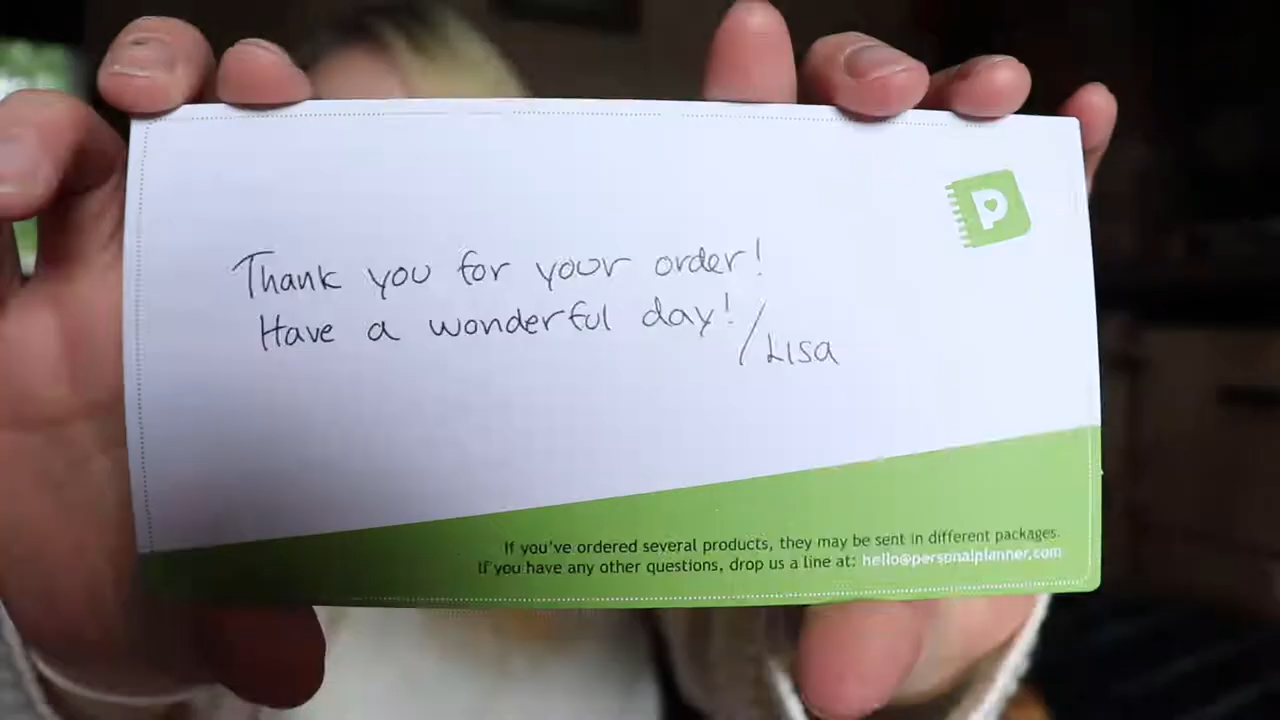 P
Thank you for your order!
Have a wonderful day!/Lisa
If you've ordered several products, they may be sent in different packages.
If you have any other questions, drop us a line at: hello@personalplanner.com